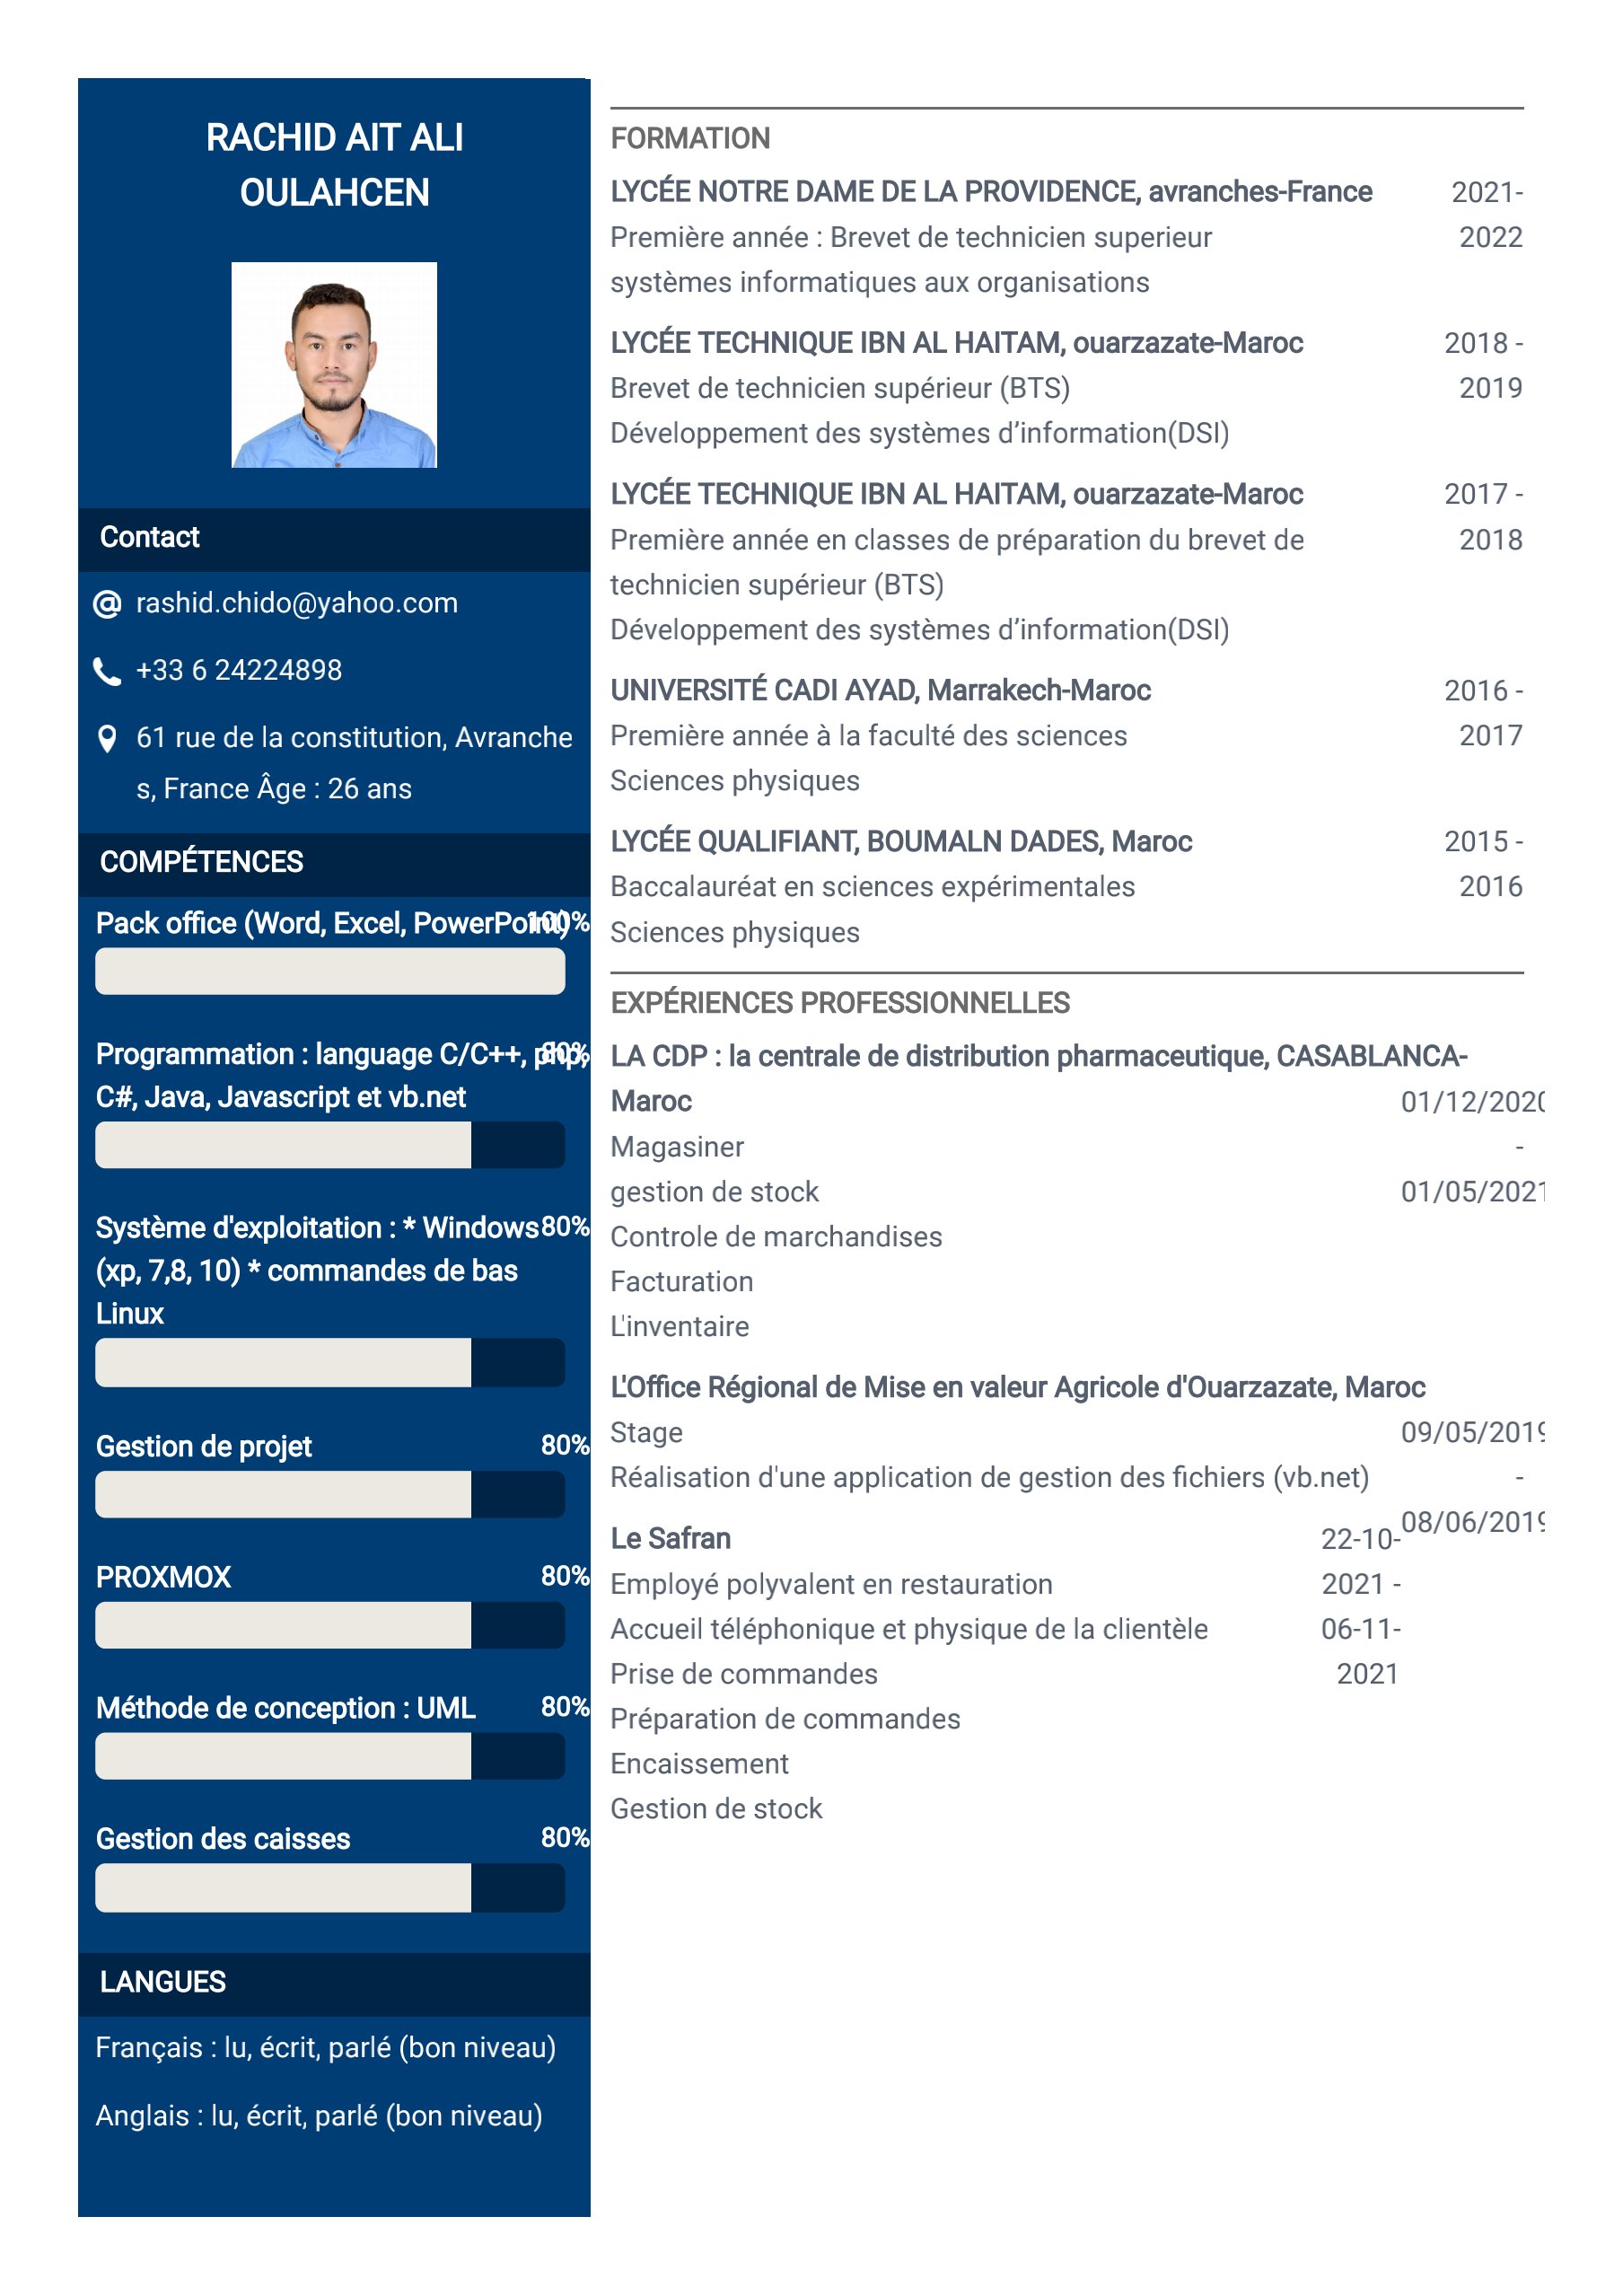 RACHID AIT ALI
OULAHCEN
Contact
@ rashid.chido@yahoo.com
+33 6 24224898
61 rue de la constitution, Avranche
s, France Âge : 26 ans
COMPÉTENCES
Pack office (Word, Excel, PowerPoint) 100%
Programmation : language C/C++, php, 80%
C#, Java, Javascript et vb.net
Système d'exploitation : * Windows 80%
(xp, 7,8, 10) * commandes de bas
Linux
Gestion de projet 80%
PROXMOX 80%
Méthode de conception : UML 80%
Gestion des caisses 80%
LANGUES
Français : lu, écrit, parlé (bon niveau)
Anglais : lu, écrit, parlé (bon niveau)
FORMATION
LYCÉE NOTRE DAME DE LA PROVIDENCE, avranches-France 2021-
Première année : Brevet de technicien superieur 2022
systèmes informatiques aux organisations
LYCÉE TECHNIQUE IBN AL HAITAM, ouarzazate-Maroc 2018 -
Brevet de technicien supérieur (BTS) 2019
Développement des systèmes d’information(DSI)
LYCÉE TECHNIQUE IBN AL HAITAM, ouarzazate-Maroc 2017 -
Première année en classes de préparation du brevet de 2018
technicien supérieur (BTS)
Développement des systèmes d’information(DSI)
UNIVERSITÉ CADI AYAD, Marrakech-Maroc 2016 -
Première année à la faculté des sciences 2017
Sciences physiques
LYCÉE QUALIFIANT, BOUMALN DADES, Maroc 2015 -
Baccalauréat en sciences expérimentales 2016
Sciences physiques
EXPÉRIENCES PROFESSIONNELLES
LA CDP : la centrale de distribution pharmaceutique, CASABLANCA-
Maroc 01/12/2020
Magasiner -
gestion de stock 01/05/2021
Controle de marchandises
Facturation
L'inventaire
L'Office Régional de Mise en valeur Agricole d'Ouarzazate, Maroc
Stage 09/05/2019
Réalisation d'une application de gestion des fichiers (vb.net) -
08/06/2019
Le Safran 22-10-
Employé polyvalent en restauration 2021 -
Accueil téléphonique et physique de la clientèle 06-11-
Prise de commandes 2021
Préparation de commandes
Encaissement
Gestion de stock